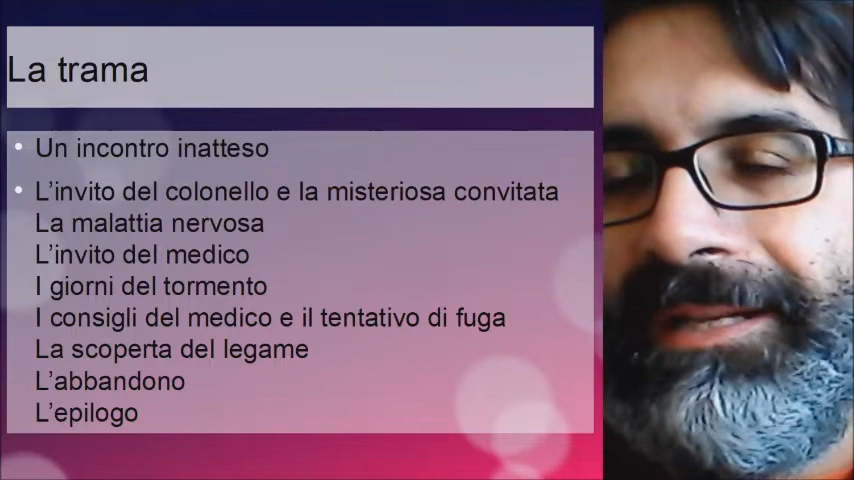 La trama
• Un incontro inatteso
• L’invito del colonello e la misteriosa convitata
La malattia nervosa
L’invito del medico
I giorni del tormento
I consigli del medico e il tentativo di fuga
La scoperta del legame
L’abbandono
L’epilogo